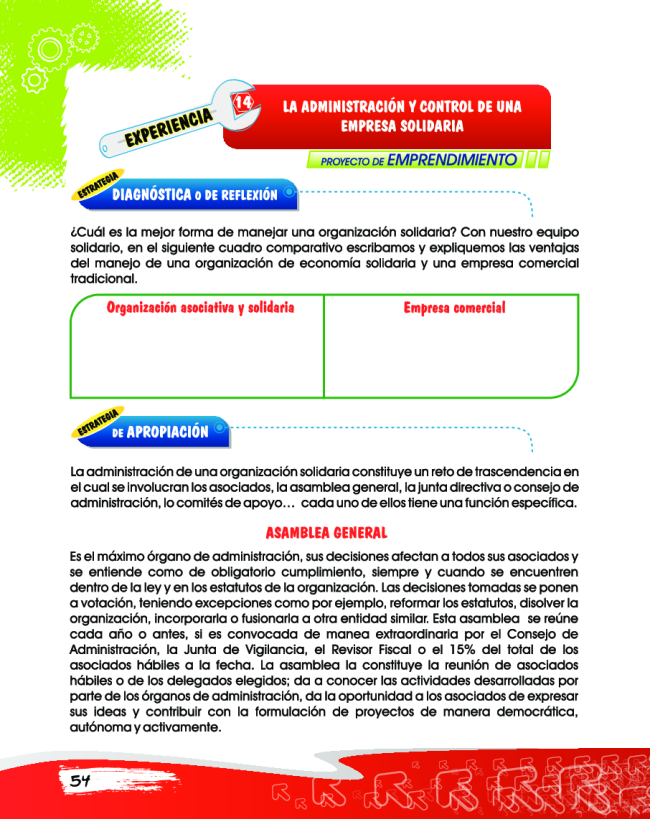 EXPERIENCIA
14
LA ADMINISTRACIÓN Y CONTROL DE UNA
EMPRESA SOLIDARIA
PROYECTO DE EMPRENDIMIENTO
ESTRATEGIA
DIAGNÓSTICA O DE REFLEXIÓN
¿Cuál es la mejor forma de manejar una organización solidaria? Con nuestro equipo
solidario, en el siguiente cuadro comparativo escribamos y expliquemos las ventajas
del manejo de una organización de economía solidaria y una empresa comercial
tradicional.
Organización asociativa y solidaria
Empresa comercial
ESTRATEGIA
DE APROPIACIÓN
La administración de una organización solidaria constituye un reto de trascendencia en
el cual se involucran los asociados, la asamblea general, la junta directiva o consejo de
administración, lo comités de apoyo... cada uno de ellos tiene una función específica.
ASAMBLEA GENERAL
Es el máximo órgano de administración, sus decisiones afectan a todos sus asociados y
se entiende como de obligatorio cumplimiento, siempre y cuando se encuentren
dentro de la ley y en los estatutos de la organización. Las decisiones tomadas se ponen
a votación, teniendo excepciones como por ejemplo, reformar los estatutos, disolver la
organización, incorporarla o fusionarla a otra entidad similar. Esta asamblea se reúne
cada año o antes, si es convocada de manea extraordinaria por el Consejo de
Administración, la Junta de Vigilancia, el Revisor Fiscal o el 15% del total de los
asociados hábiles a la fecha. La asamblea la constituye la reunión de asociados
hábiles o de los delegados elegidos; da a conocer las actividades desarrolladas por
parte de los órganos de administración, da la oportunidad a los asociados de expresar
sus ideas y contribuir con la formulación de proyectos de manera democrática,
autónoma y activamente.
54